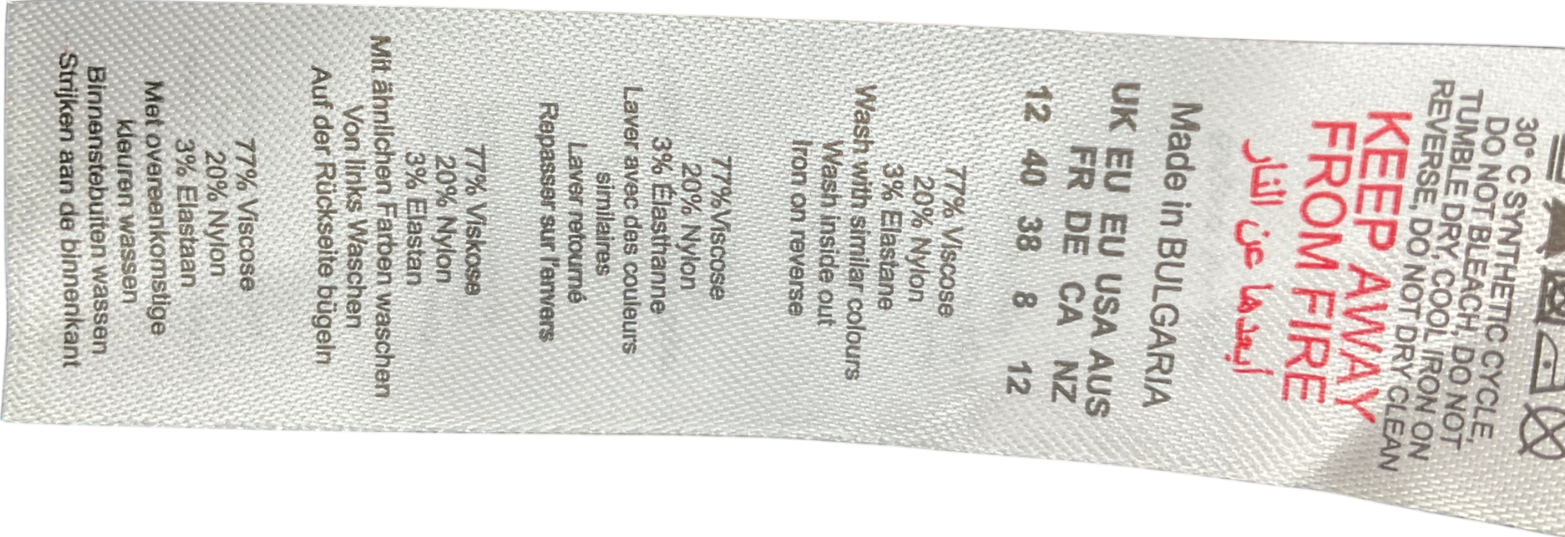 30° C SYNTHETIC CYCLE,
DO NOT BLEACH, DO NOT
TUMBLE DRY, COOL IRON ON
REVERSE, DO NOT DRY CLEAN
KEEP AWAY
FROM FIRE
أبعدها عن النار
Made in BULGARIA
UK EU EU USA AUS
FR DE CA NZ
12 40 38 8 12
77% Viscose
20% Nylon
3% Elastane
Wash with similar colours
Wash inside out
Iron on reverse
77%Viscose
20% Nylon
3% Élasthanne
Laver avec des couleurs
similaires
Laver retourné
Repasser sur l'envers
77% Viskose
20% Nylon
3% Elastan
Mit ähnlichen Farben waschen
Von links Waschen
Auf der Rückseite bügeln
77% Viscose
20% Nylon
3% Elastaan
Met overeenkomstige
kleuren wassen
Binnenstebuiten wassen
Strijken aan de binnenkant